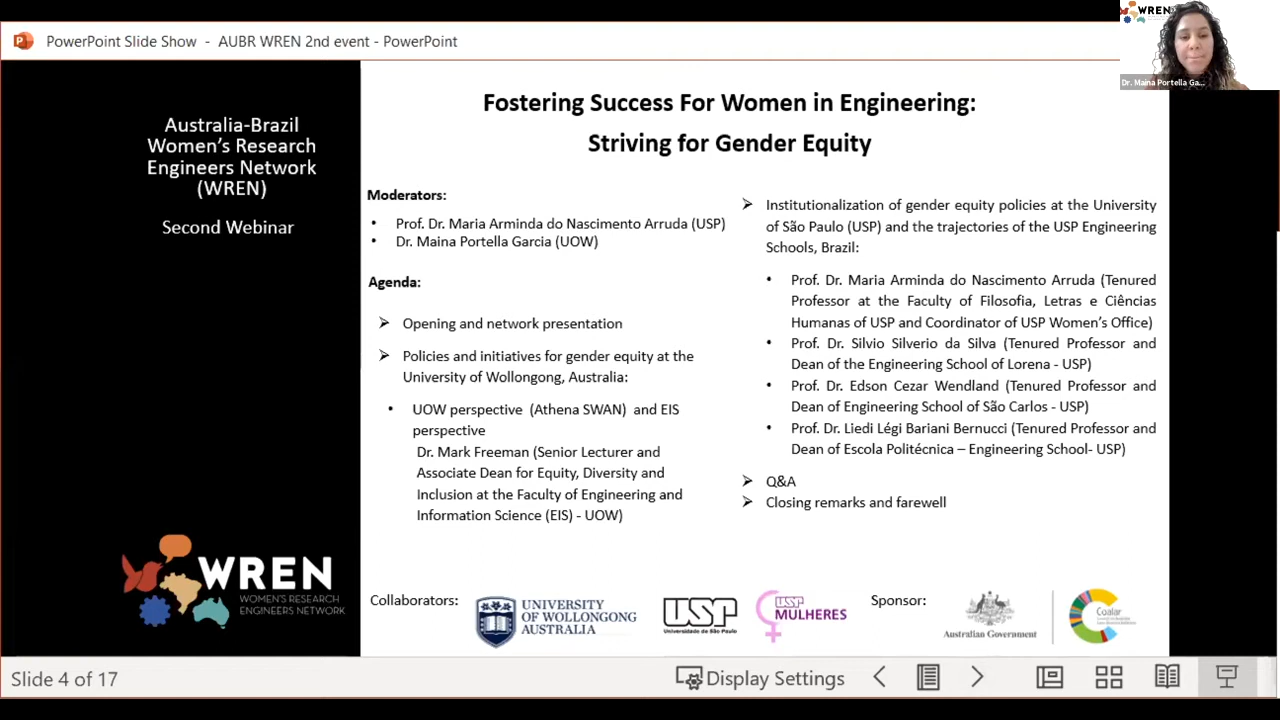 WREN
PowerPoint Slide Show - AUBR WREN 2nd event - PowerPoint
Dr. Maina Portella Ga...
Australia-Brazil
Women's Research
Engineers Network
(WREN)
Second Webinar
Fostering Success For Women in Engineering:
Striving for Gender Equity
Moderators:
• Prof. Dr. Maria Arminda do Nascimento Arruda (USP)
• Dr. Maina Portella Garcia (UOW)
Agenda:
➢ Opening and network presentation
➢ Policies and initiatives for gender equity at the
University of Wollongong, Australia:
• UOW perspective (Athena SWAN) and EIS
perspective
Dr. Mark Freeman (Senior Lecturer and
Associate Dean for Equity, Diversity and
Inclusion at the Faculty of Engineering and
Information Science (EIS) - UOW)
➢ Institutionalization of gender equity policies at the University
of São Paulo (USP) and the trajectories of the USP Engineering
Schools, Brazil:
• Prof. Dr. Maria Arminda do Nascimento Arruda (Tenured
Professor at the Faculty of Filosofia, Letras e Ciências
Humanas of USP and Coordinator of USP Women's Office)
• Prof. Dr. Silvio Silverio da Silva (Tenured Professor and
Dean of the Engineering School of Lorena - USP)
• Prof. Dr. Edson Cezar Wendland (Tenured Professor and
Dean of Engineering School of São Carlos - USP)
• Prof. Dr. Liedi Légi Bariani Bernucci (Tenured Professor and
Dean of Escola Politécnica – Engineering School- USP)
➢ Q&A
➢ Closing remarks and farewell
WREN
WOMEN'S RESEARCH
ENGINEERS NETWORK
Collaborators:
UNIVERSITY
OF WOLLONGONG
AUSTRALIA
USP
Universidade de São Paulo
USP
MULHERES
Sponsor:
Australian Government
Coalar
Slide 4 of 17
Display Settings